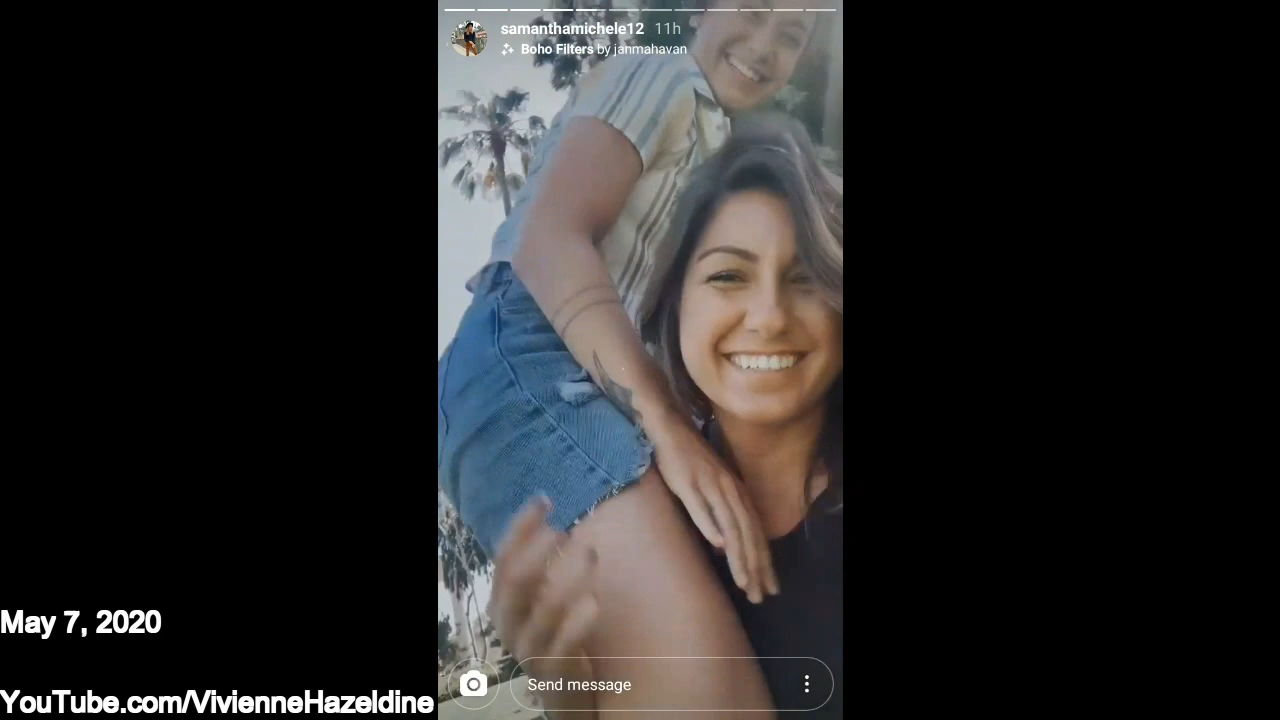 samanthamichele12 11h
Boho Filters by janmahavan
May 7, 2020
Send message
YouTube.com/VivienneHazeldine